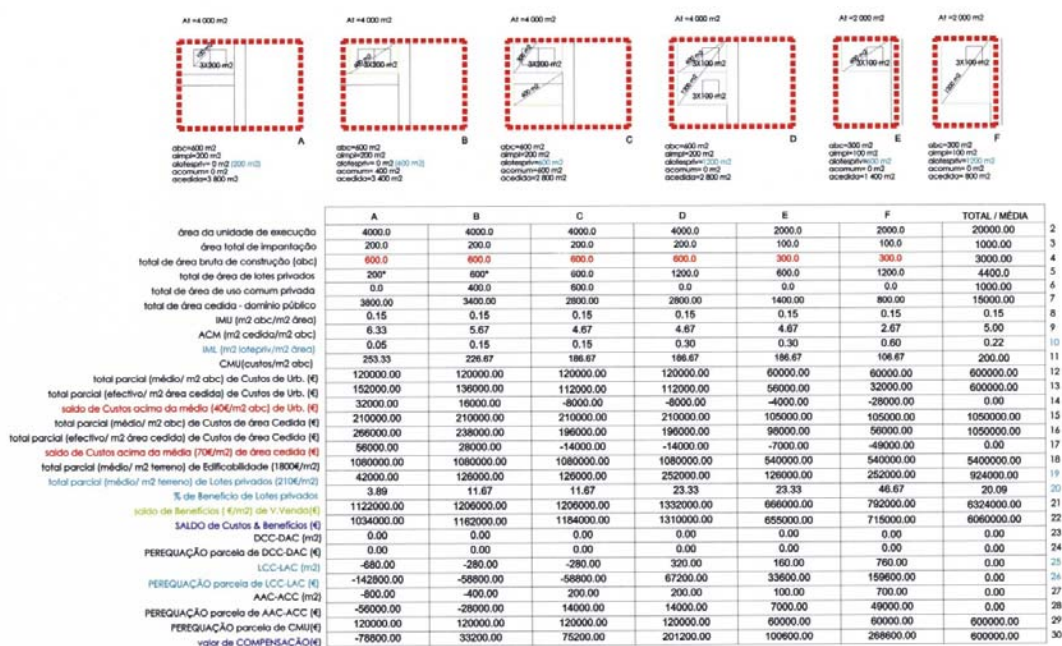 At =4 000 m2 At =4 000 m2 At =4 000 m2 At =4 000 m2 At =2 000 m2 At =2 000 m2
3X200 m2 3X200 m2 3X200 m2 3X100 m2 3X100 m2 3X100 m2
400 m2 3X100 m2
A B C D E F
abc=600 m2
aimpl=200 m2
alotespriv= 0 m2 (200 m2)
acomum= 0 m2
acedida=3 800 m2
abc=600 m2
aimpl=200 m2
alotespriv= 0 m2 (600 m2)
acomum= 400 m2
acedida=3 400 m2
abc=600 m2
aimpl=200 m2
alotespriv=600 m2
acomum=600 m2
acedida=2 800 m2
abc=600 m2
aimpl=200 m2
alotespriv=1200 m2
acomum= 0 m2
acedida=2 800 m2
abc=300 m2
aimpl=100 m2
alotespriv=600 m2
acomum= 0 m2
acedida=1 400 m2
abc=300 m2
aimpl=100 m2
alotespriv=1200 m2
acomum= 0 m2
acedida= 800 m2
A B C D E F TOTAL / MÉDIA
área da unidade de execução 4000.0 4000.0 4000.0 4000.0 2000.0 2000.0 20000.00 2
área total de impantação 200.0 200.0 200.0 200.0 100.0 100.0 1000.00 3
total de área bruta de construção (abc) 600.0 600.0 600.0 600.0 300.0 300.0 3000.00 4
total de área de lotes privados 200* 600* 600.0 1200.0 600.0 1200.0 4400.0 5
total de área de uso comum privada 0.0 400.0 600.0 0.0 0.0 0.0 1000.00 6
total de área cedida - domínio público 3800.00 3400.00 2800.00 2800.00 1400.00 800.00 15000.00 7
IMU (m2 abc/m2 área) 0.15 0.15 0.15 0.15 0.15 0.15 0.15 8
ACM (m2 cedida/m2 abc) 6.33 5.67 4.67 4.67 4.67 2.67 5.00 9
IML (m2 lotepriv/m2 área) 0.05 0.15 0.15 0.30 0.30 0.60 0.22 10
CMU(custos/m2 abc) 253.33 226.67 186.67 186.67 186.67 106.67 200.00 11
total parcial (médio/ m2 abc) de Custos de Urb. (€) 120000.00 120000.00 120000.00 120000.00 60000.00 60000.00 600000.00 12
total parcial (efectivo/ m2 área cedida) de Custos de Urb. (€) 152000.00 136000.00 112000.00 112000.00 56000.00 32000.00 600000.00 13
saldo de Custos acima da média (40€/m2 abc) de Urb. (€) 32000.00 16000.00 -8000.00 -8000.00 -4000.00 -28000.00 0.00 14
total parcial (médio/ m2 abc) de Custos de área Cedida (€) 210000.00 210000.00 210000.00 210000.00 105000.00 105000.00 1050000.00 15
total parcial (efectivo/ m2 área cedida) de Custos de Área Cedida (€) 266000.00 238000.00 196000.00 196000.00 98000.00 56000.00 1050000.00 16
saldo de Custos acima da média (70€/m2) de área cedida (€) 56000.00 28000.00 -14000.00 -14000.00 -7000.00 -49000.00 0.00 17
total parcial (médio/ m2 terreno) de Edificabilidade (1800€/m2) 1080000.00 1080000.00 1080000.00 1080000.00 540000.00 540000.00 5400000.00 18
total parcial (médio/ m2 terreno) de Lotes privados (210€/m2) 42000.00 126000.00 126000.00 252000.00 126000.00 252000.00 924000.00 19
% de Beneficio de Lotes privados 3.89 11.67 11.67 23.33 23.33 46.67 20.09 20
saldo de Benefícios ( €/m2) de V.Venda(€) 1122000.00 1206000.00 1206000.00 1332000.00 666000.00 792000.00 6324000.00 21
SALDO de Custos & Benefícios (€) 1034000.00 1162000.00 1184000.00 1310000.00 655000.00 715000.00 6060000.00 22
DCC-DAC (m2) 0.00 0.00 0.00 0.00 0.00 0.00 0.00 23
PEREQUAÇÃO parcela de DCC-DAC (€) 0.00 0.00 0.00 0.00 0.00 0.00 0.00 24
LCC-LAC (m2) -680.00 -280.00 -280.00 320.00 160.00 760.00 0.00 25
PEREQUAÇÃO parcela de LCC-LAC (€) -142800.00 -58800.00 -58800.00 67200.00 33600.00 159600.00 0.00 26
AAC-ACC (m2) -800.00 -400.00 200.00 200.00 100.00 700.00 0.00 27
PEREQUAÇÃO parcela de AAC-ACC (€) -56000.00 -28000.00 14000.00 14000.00 7000.00 49000.00 0.00 28
PEREQUAÇÃO parcela de CMU(€) 120000.00 120000.00 120000.00 120000.00 60000.00 60000.00 600000.00 29
valor de COMPENSAÇÃO(€) -78800.00 33200.00 75200.00 201200.00 100600.00 268600.00 600000.00 30